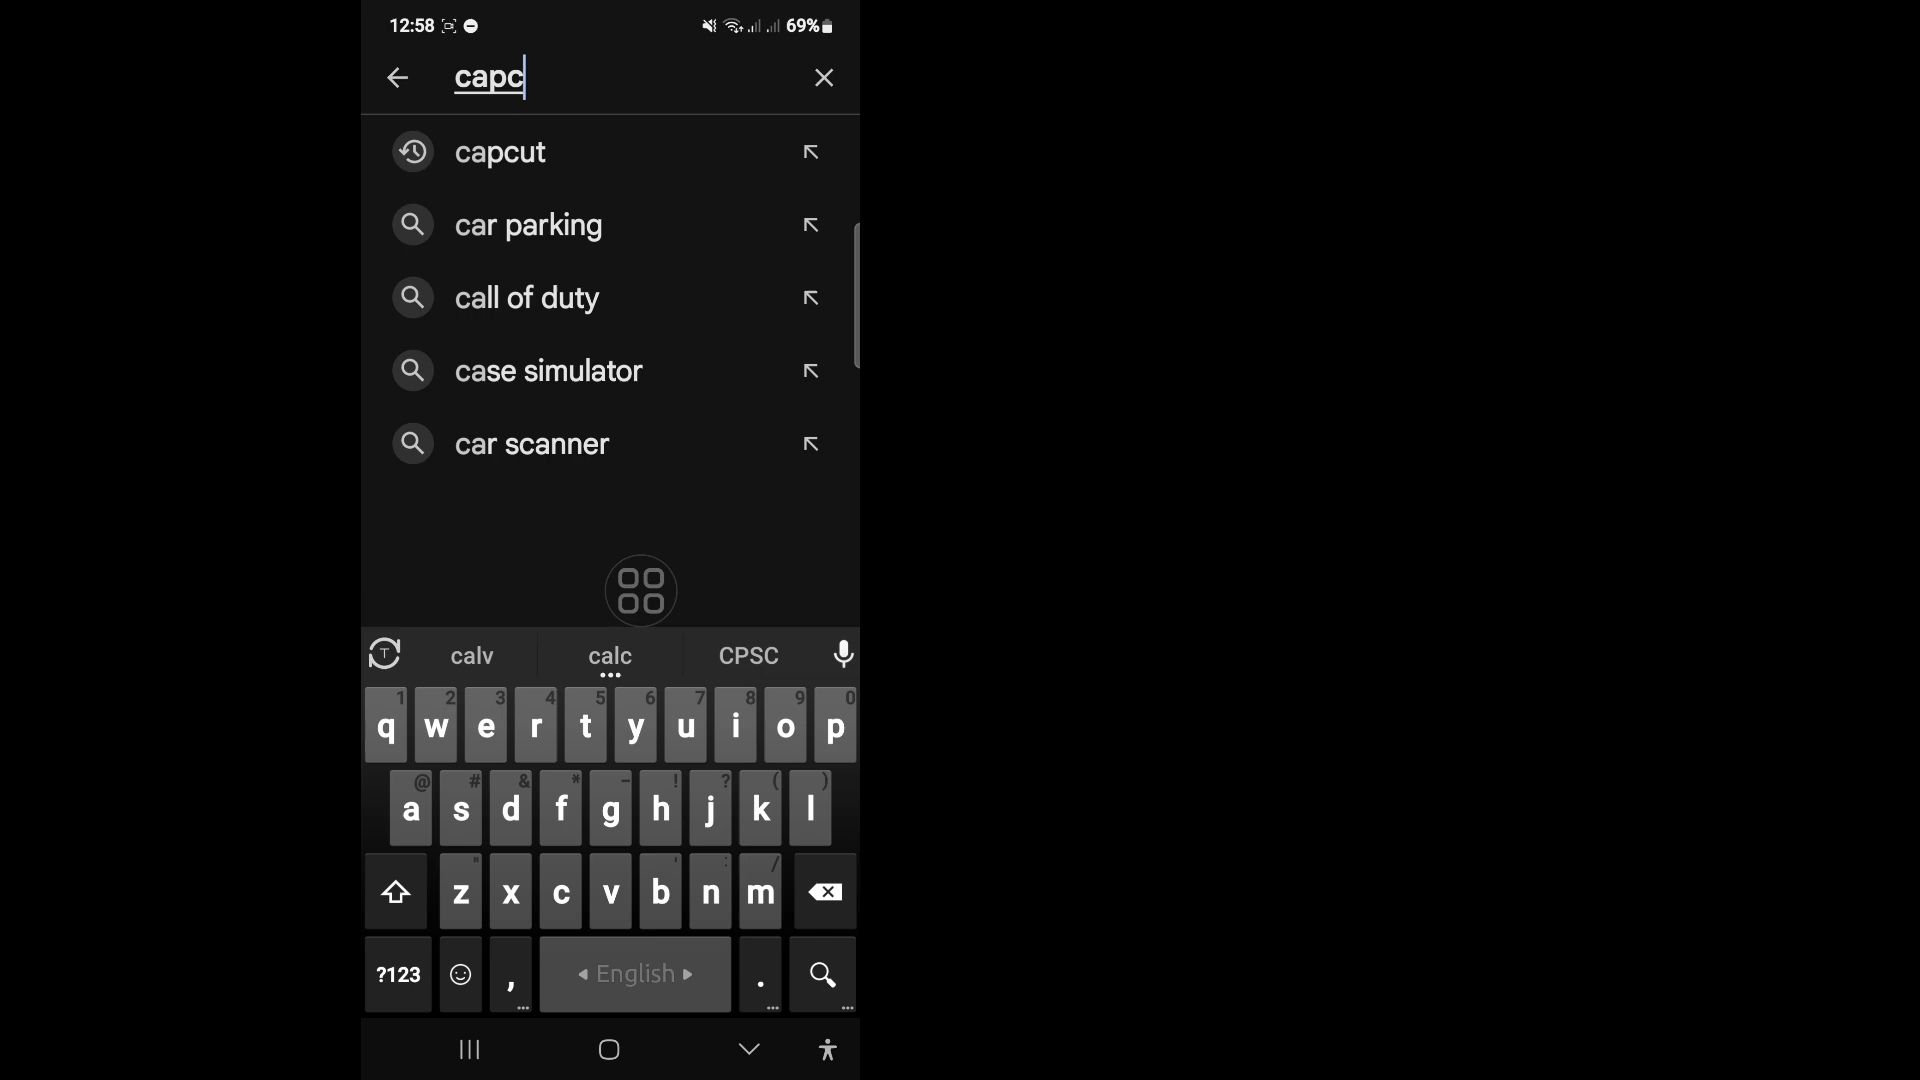 12:58 69%
capc
capcut
car parking
call of duty
case simulator
car scanner
T calv calc CPSC
1 2 3 4 5 6 7 8 9 0
q w e r t y u i o p
@ # & * - ! ? ( )
a s d f g h j k l
" ' : /
z x c v b n m
?123 , English .